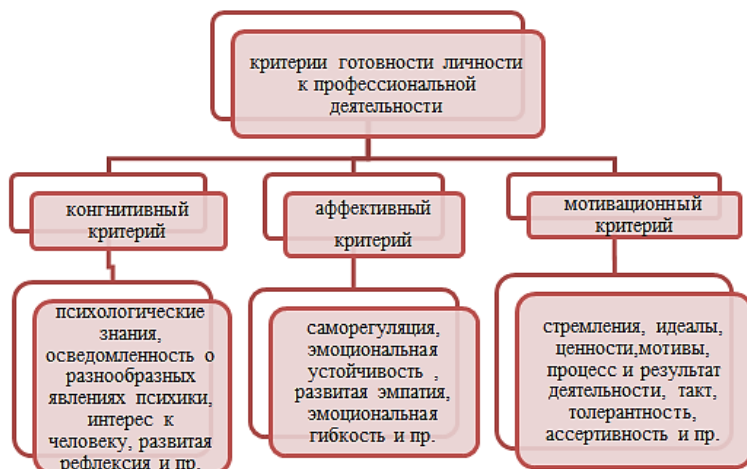 критерии готовности личности
к профессиональной
деятельности
конгнитивный
критерий
аффективный
критерий
мотивационный
критерий
психологические
знания,
осведомленность о
разнообразных
явлениях психики,
интерес к
человеку, развитая
рефлексия и пр.
саморегуляция,
эмоциональная
устойчивость ,
развитая эмпатия,
эмоциональная
гибкость и пр.
стремления, идеалы,
ценности,мотивы,
процесс и результат
деятельности, такт,
толерантность,
ассертивность и пр.